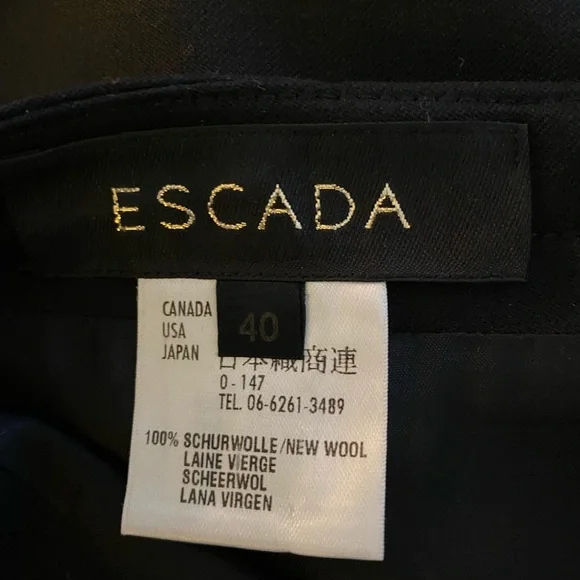 ESCADA
40
CANADA
USA
JAPAN
日本織商連
0-147
TEL. 06-6261-3489
100% SCHURWOLLE/NEW WOOL
LAINE VIERGE
SCHEERWOL
LANA VIRGEN